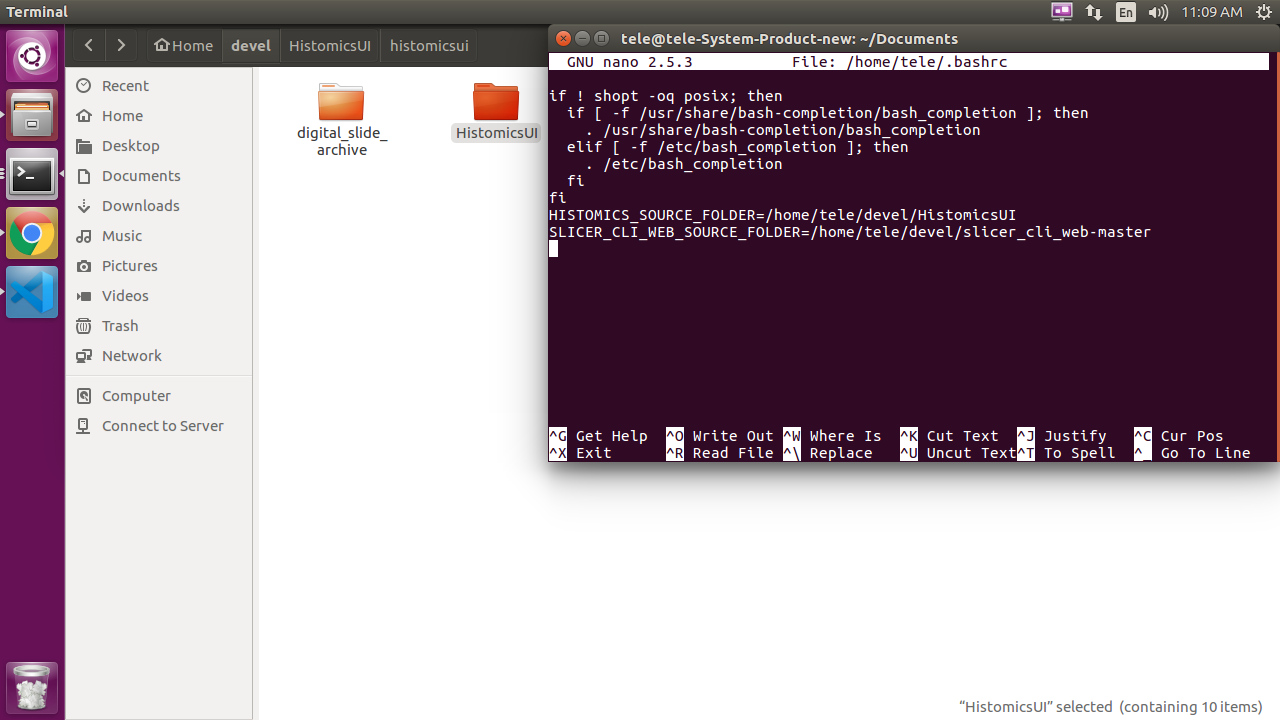 Terminal
En
11:09 AM
Home
devel
HistomicsUI
histomicsui
Recent
Home
Desktop
Documents
Downloads
Music
Pictures
Videos
Trash
Network
Computer
Connect to Server
digital_slide_
archive
HistomicsUI
tele@tele-System-Product-new: ~/Documents
GNU nano 2.5.3 File: /home/tele/.bashrc
if ! shopt -oq posix; then
if [ -f /usr/share/bash-completion/bash_completion ]; then
. /usr/share/bash-completion/bash_completion
elif [ -f /etc/bash_completion ]; then
. /etc/bash_completion
fi
fi
HISTOMICS_SOURCE_FOLDER=/home/tele/devel/HistomicsUI
SLICER_CLI_WEB_SOURCE_FOLDER=/home/tele/devel/slicer_cli_web-master
^G Get Help ^O Write Out ^W Where Is ^K Cut Text ^J Justify ^C Cur Pos
^X Exit ^R Read File ^\ Replace ^U Uncut Text ^T To Spell ^_ Go To Line
“HistomicsUI” selected (containing 10 items)